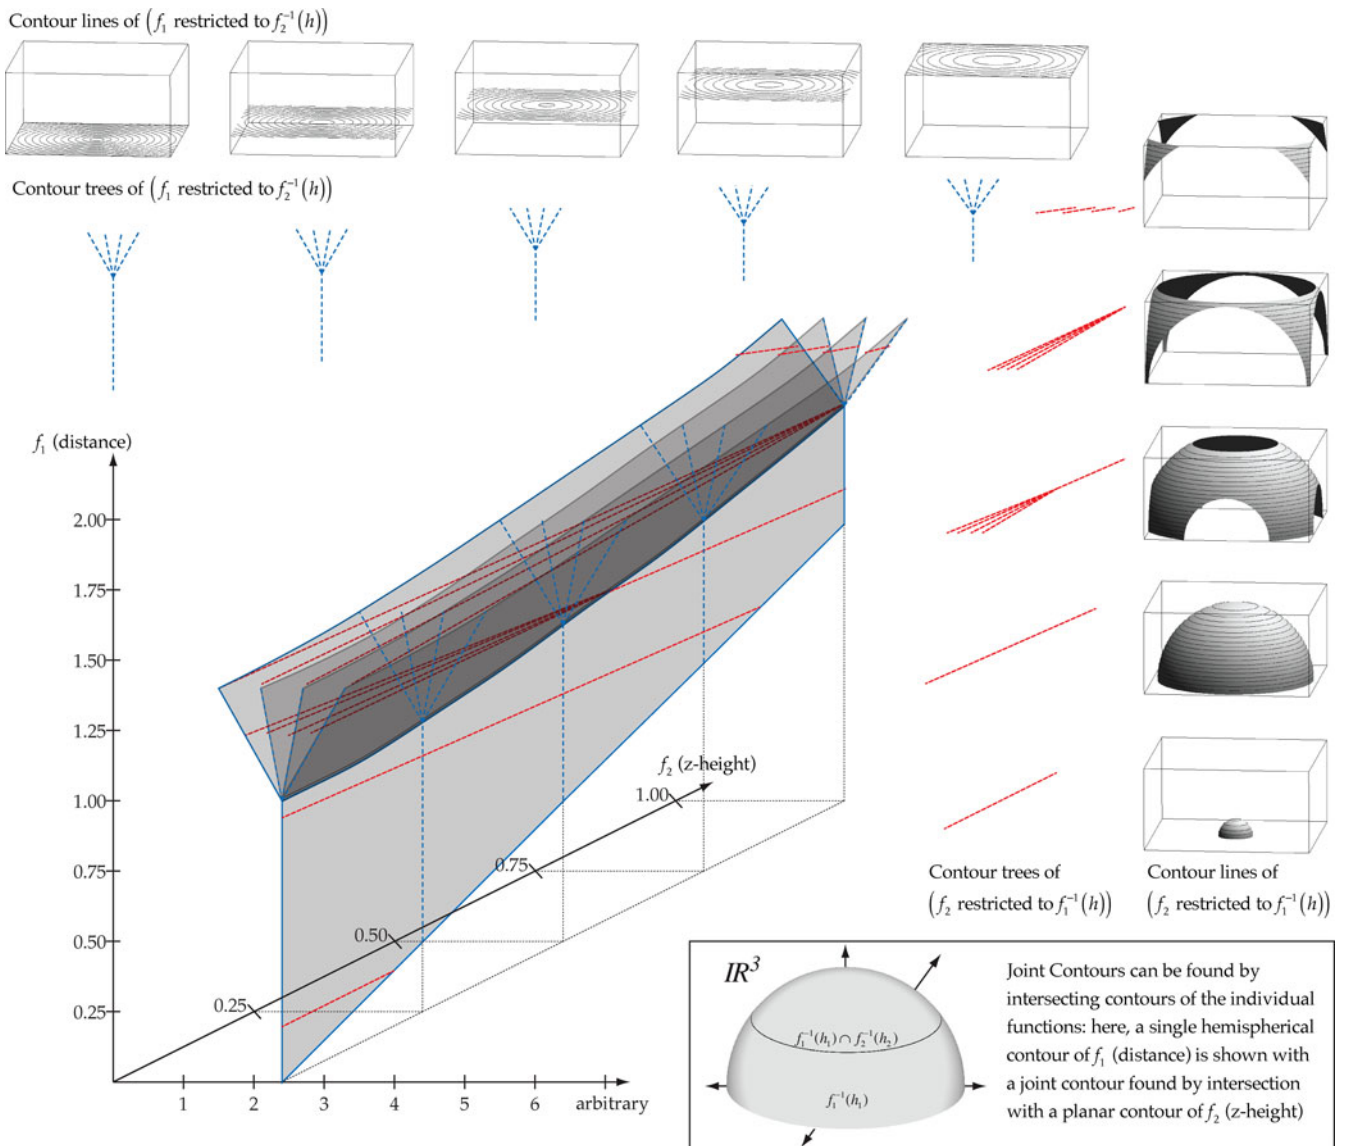 Contour lines of (f₁ restricted to f₂⁻¹(h))
Contour trees of (f₁ restricted to f₂⁻¹(h))
f₁ (distance)
2.00
1.75
1.50
1.25
1.00
0.75
0.50
0.25
f₂ (z-height)
1.00
0.75
0.50
0.25
1 2 3 4 5 6 arbitrary
Contour trees of
(f₂ restricted to f₁⁻¹(h))
Contour lines of
(f₂ restricted to f₁⁻¹(h))
IR³
f₁⁻¹(h₁) ∩ f₂⁻¹(h₂)
f₁⁻¹(h₁)
Joint Contours can be found by
intersecting contours of the individual
functions: here, a single hemispherical
contour of f₁ (distance) is shown with
a joint contour found by intersection
with a planar contour of f₂ (z-height)